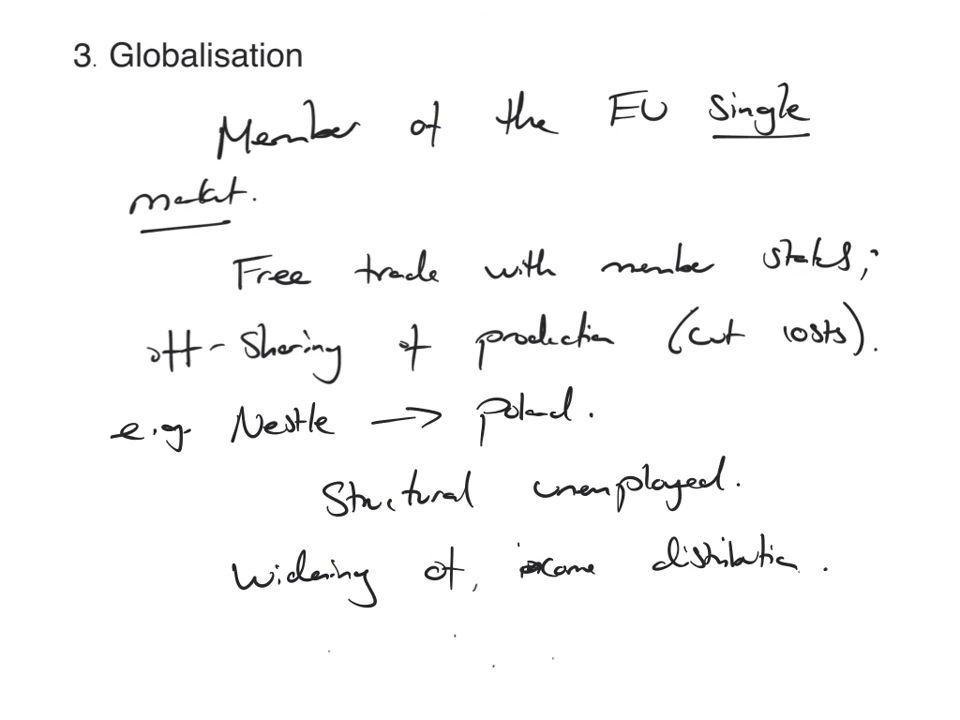 3. Globalisation
Member of the EU Single
market.
Free trade with member states;
off-shoring of production (cut costs).
e.g. Nestle → Poland.
Structural unemployed.
Widening of, income distribution.